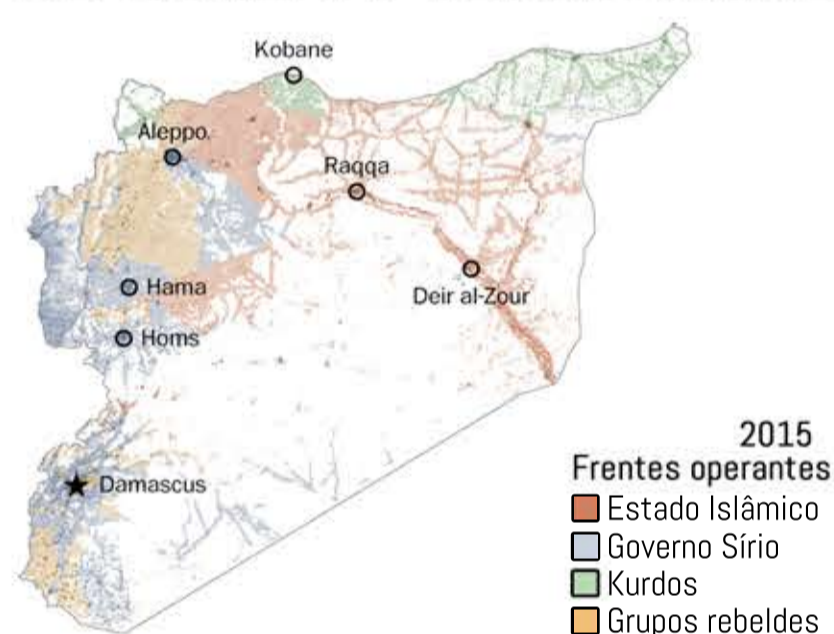 Kobane
Aleppo
Raqqa
Deir al-Zour
Hama
Homs
Damascus
2015
Frentes operantes
Estado Islâmico
Governo Sírio
Kurdos
Grupos rebeldes